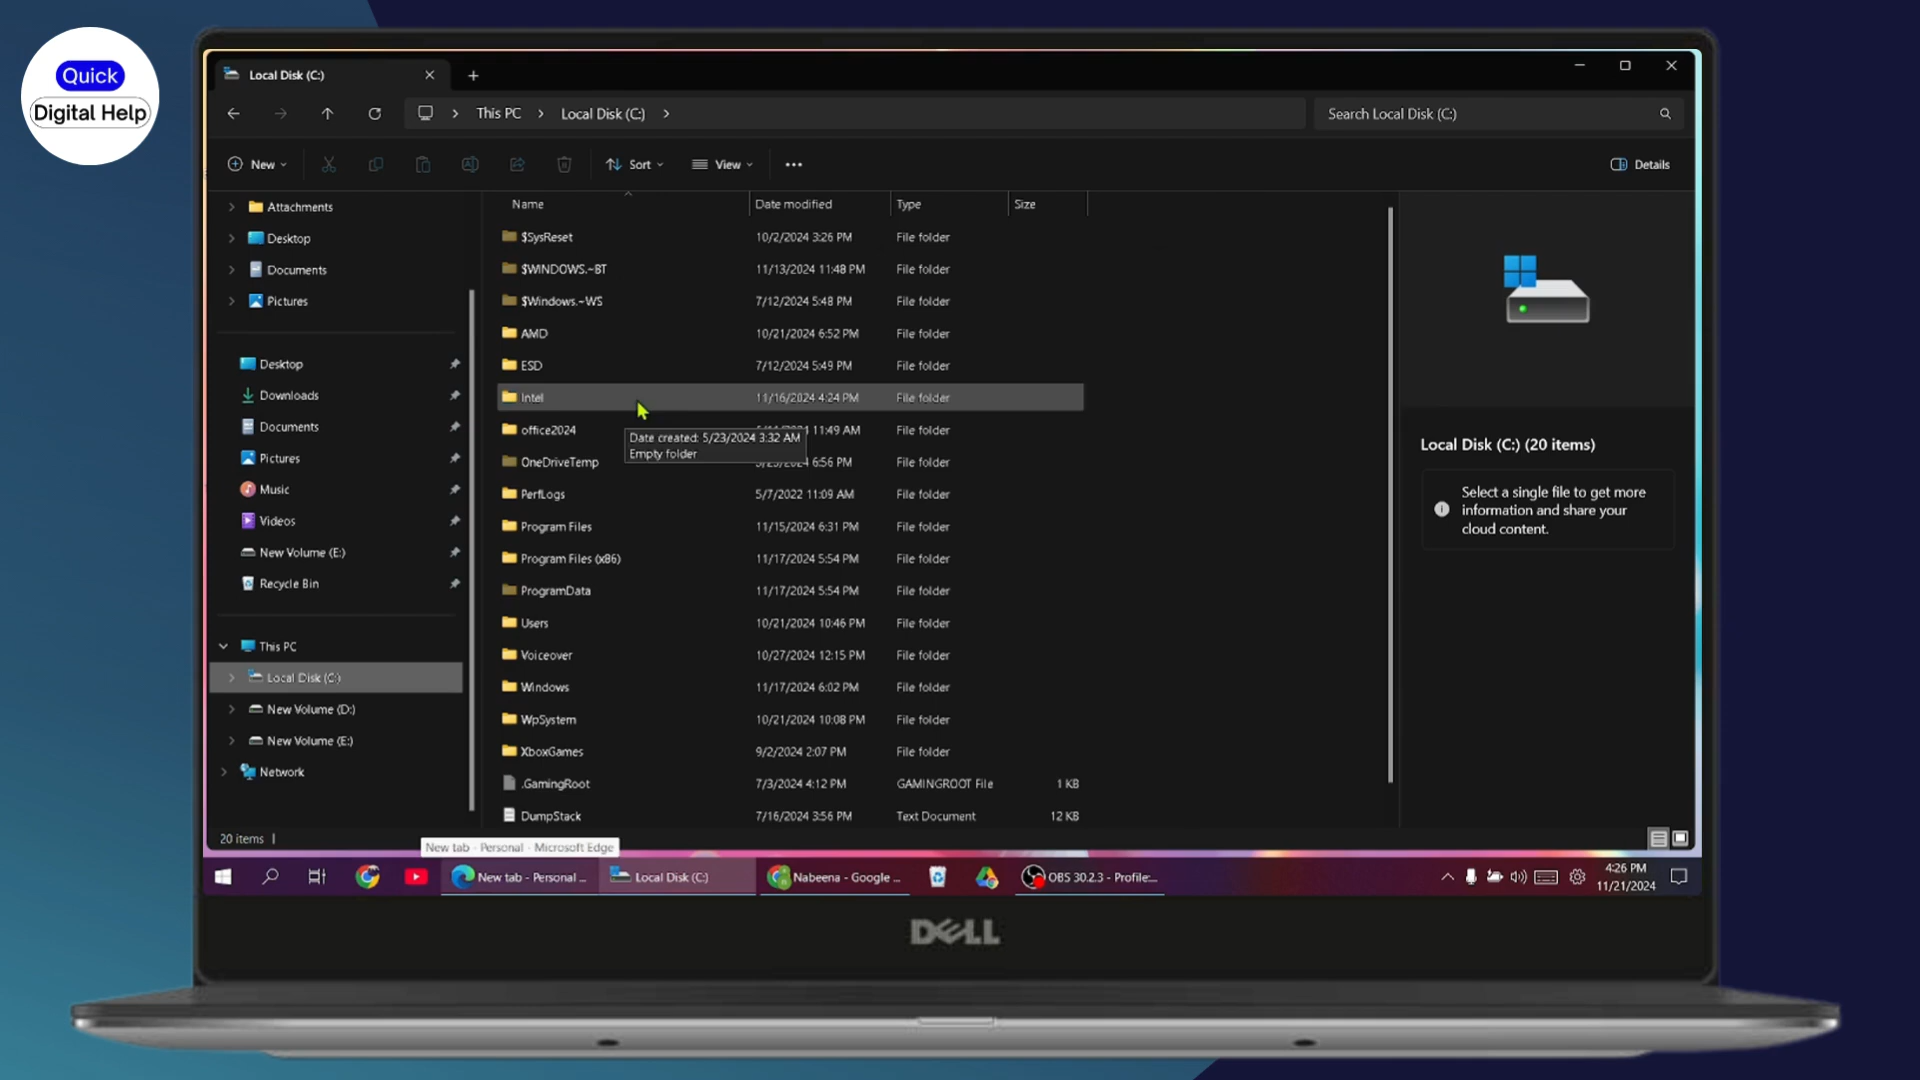 Quick
Digital Help
Local Disk (C:)
This PC
Local Disk (C:)
Search Local Disk (C:)
New
Sort
View
Details
Attachments
Desktop
Documents
Pictures
Desktop
Downloads
Documents
Pictures
Music
Videos
New Volume (E:)
Recycle Bin
This PC
Local Disk (C:)
New Volume (D:)
New Volume (E:)
Network
Name Date modified Type Size
$SysReset 10/2/2024 3:26 PM File folder
$WINDOWS.~BT 11/13/2024 11:48 PM File folder
$Windows.~WS 7/12/2024 5:48 PM File folder
AMD 10/21/2024 6:52 PM File folder
ESD 7/12/2024 5:49 PM File folder
Intel 11/16/2024 4:24 PM File folder
office2024 11:49 AM File folder
Date created: 5/23/2024 3:32 AM
Empty folder
OneDriveTemp 6:56 PM File folder
PerfLogs 5/7/2022 11:09 AM File folder
Program Files 11/15/2024 6:31 PM File folder
Program Files (x86) 11/17/2024 5:54 PM File folder
ProgramData 11/17/2024 5:54 PM File folder
Users 10/21/2024 10:46 PM File folder
Voiceover 10/27/2024 12:15 PM File folder
Windows 11/17/2024 6:02 PM File folder
WpSystem 10/21/2024 10:08 PM File folder
XboxGames 9/2/2024 2:07 PM File folder
.GamingRoot 7/3/2024 4:12 PM GAMINGROOT File 1 KB
DumpStack 7/16/2024 3:56 PM Text Document 12 KB
Local Disk (C:) (20 items)
Select a single file to get more
information and share your
cloud content.
20 items
New tab - Personal - Microsoft Edge
New tab - Personal ...
Local Disk (C:)
Nabeena - Google ...
OBS 30.2.3 - Profile:...
4:26 PM
11/21/2024
DELL